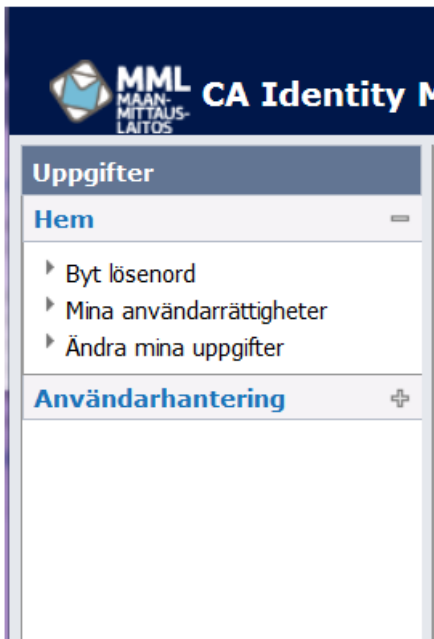 MML
MAAN-
MITTAUS-
LAITOS
CA Identity
Uppgifter
Hem
Byt lösenord
Mina användarrättigheter
Ändra mina uppgifter
Användarhantering